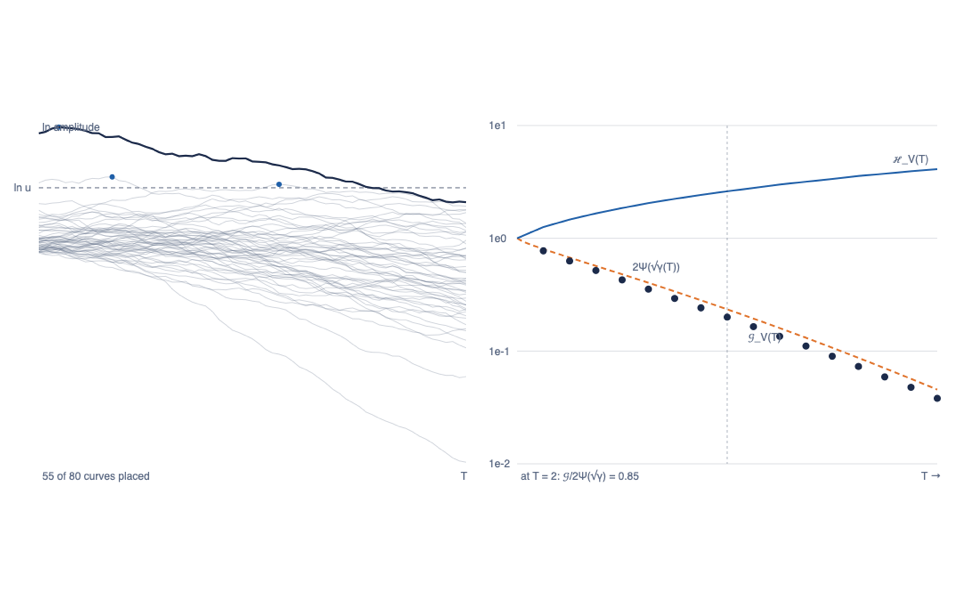 ln amplitude
ln u
55 of 80 curves placed
T
1e1
1e0
1e-1
1e-2
ℋ_V(T)
2Ψ(√γ(T))
𝒢_V(T)
at T = 2: 𝒢/2Ψ(√γ) = 0.85
T →